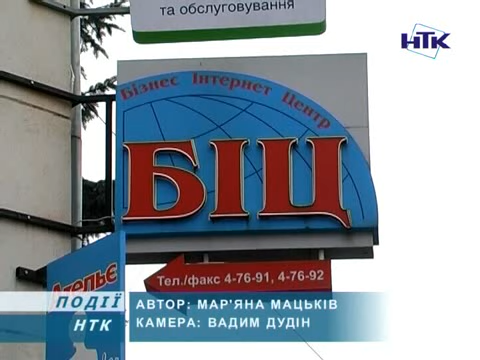 та обслуговування
НТК
Бізнес Інтернет Центр
БІЦ
Ательє
Тел./факс 4-76-91, 4-76-92
ПОДІЇ
НТК
АВТОР: МАР'ЯНА МАЦЬКІВ
КАМЕРА: ВАДИМ ДУДІН